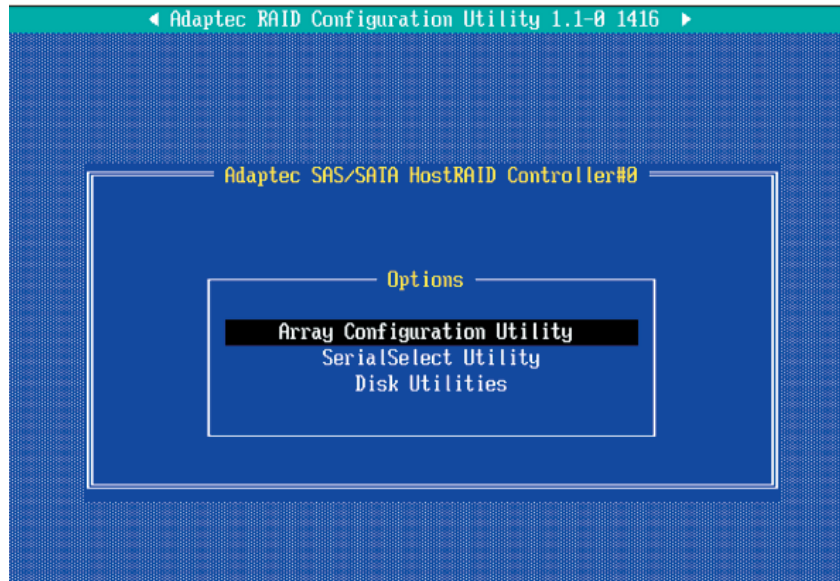 Adaptec RAID Configuration Utility 1.1-0 1416
Adaptec SAS/SATA HostRAID Controller#0
Options
Array Configuration Utility
SerialSelect Utility
Disk Utilities